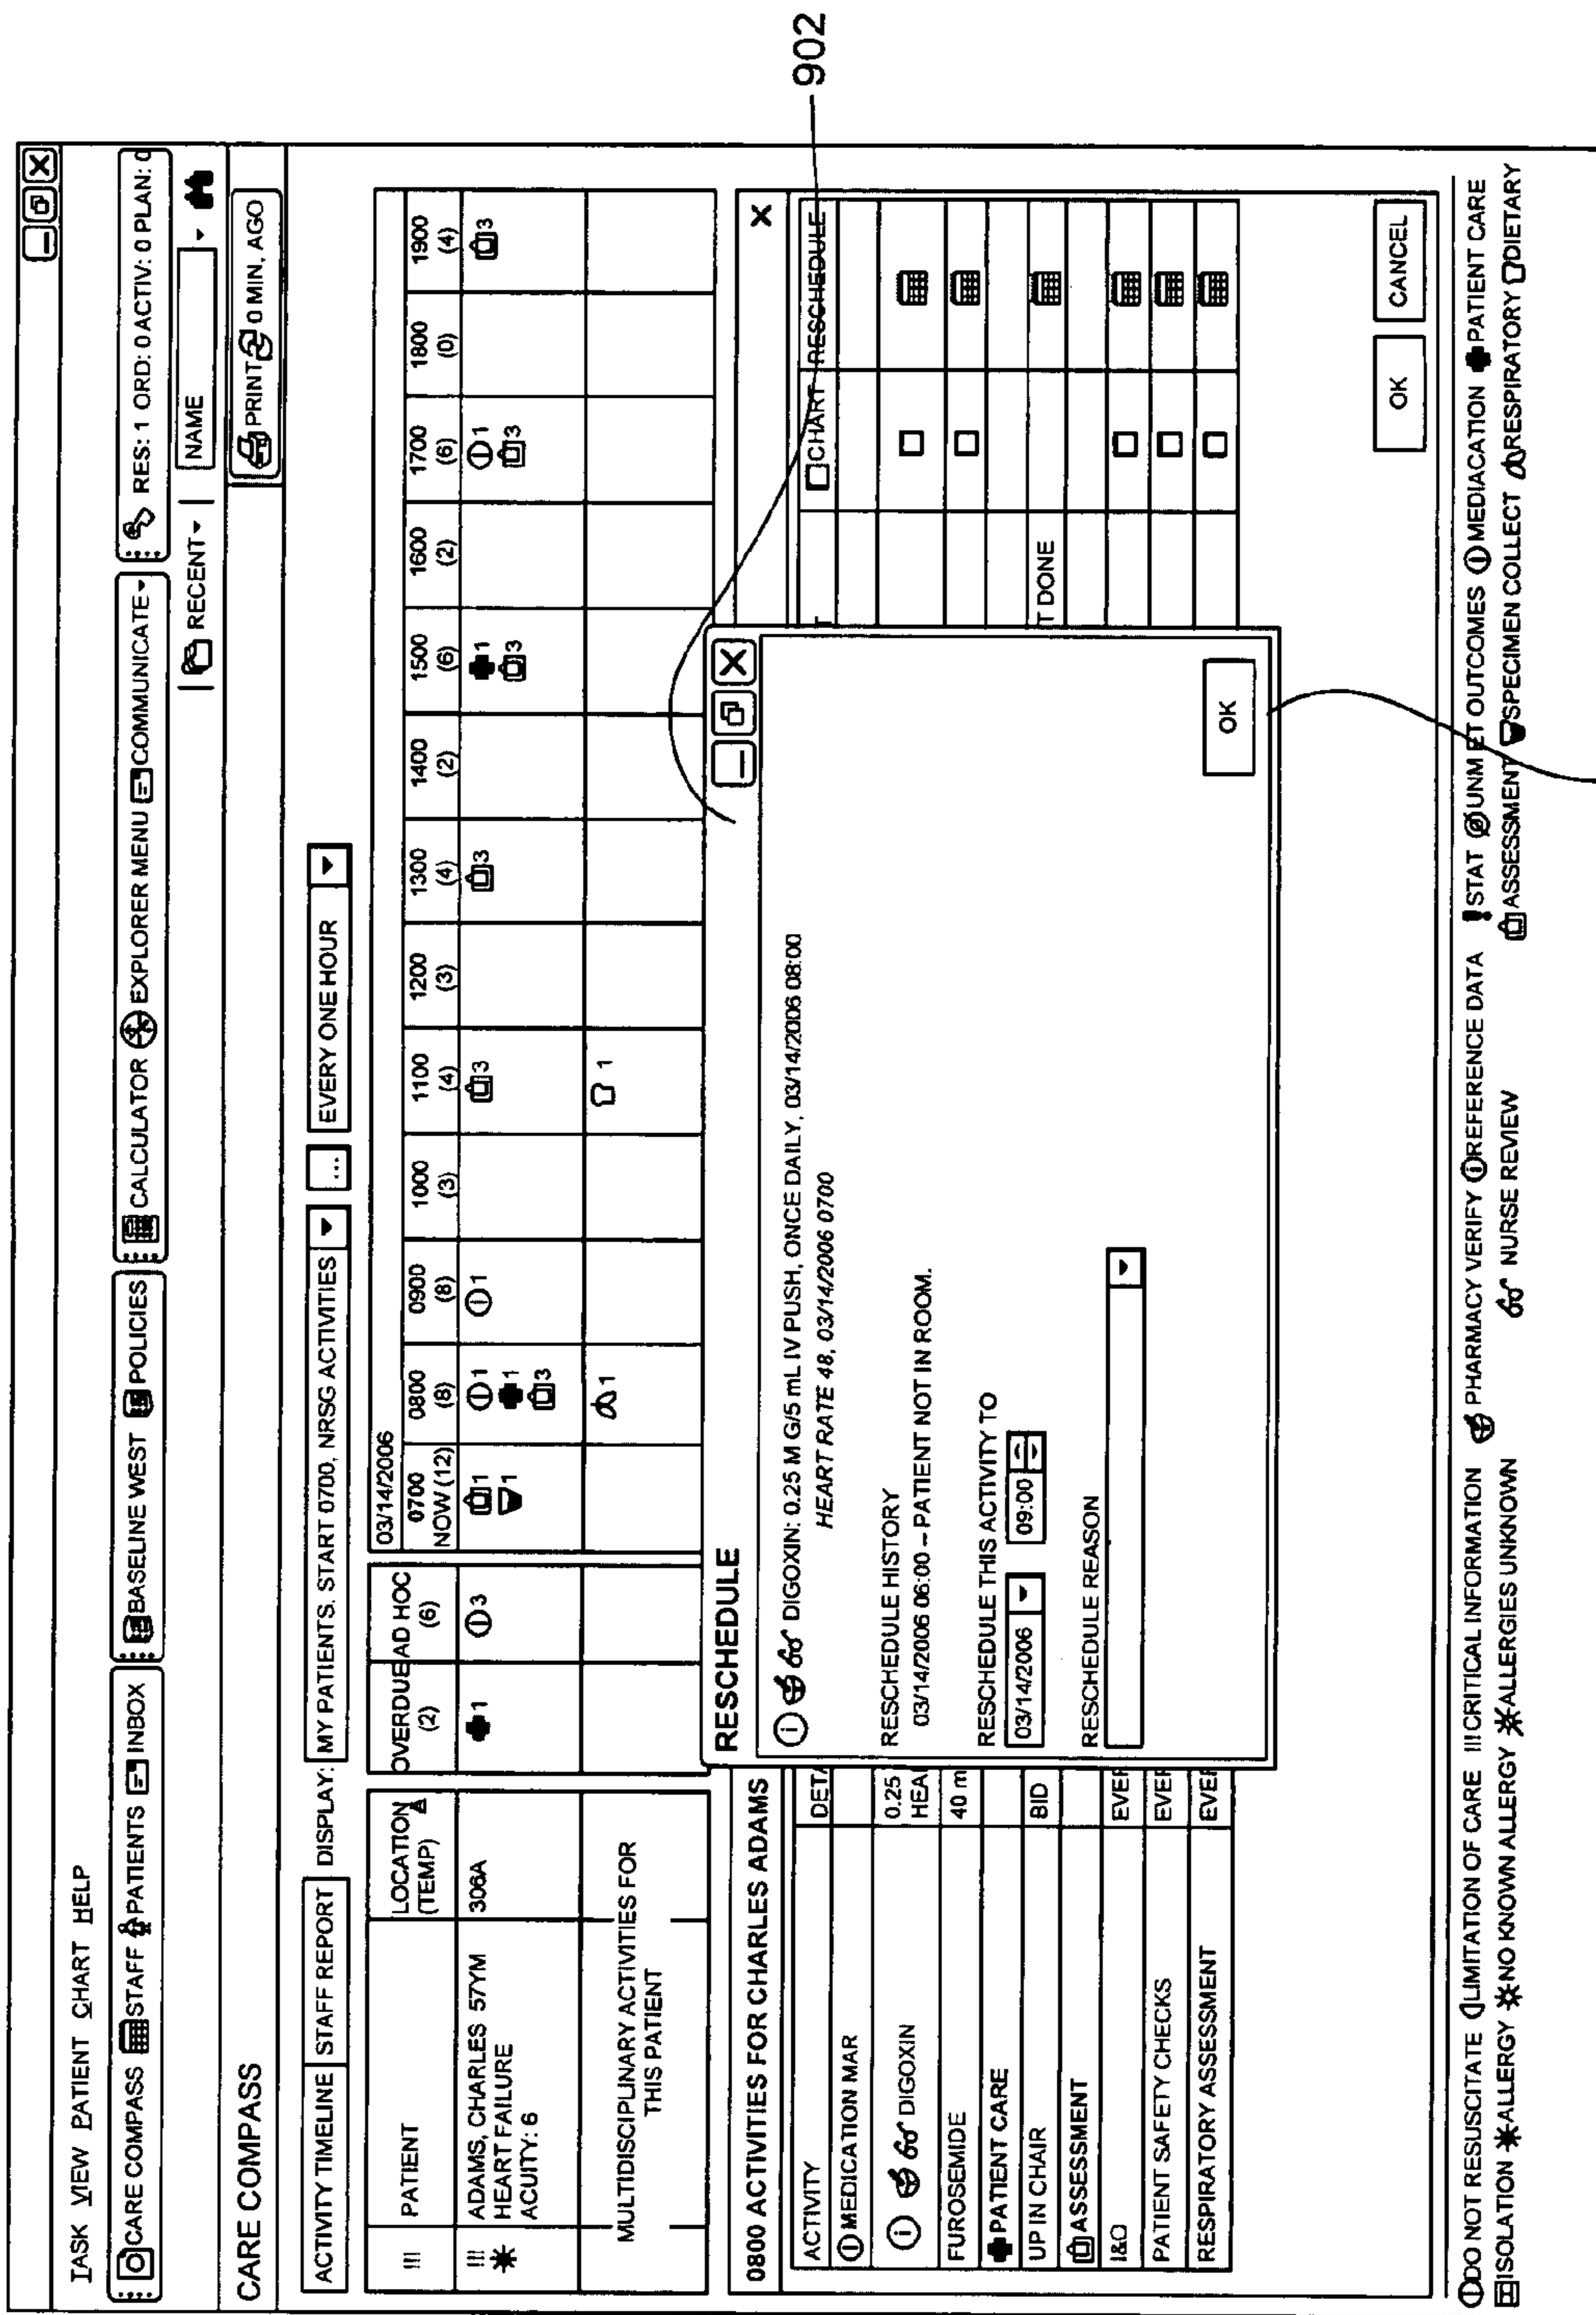 TASK VIEW PATIENT CHART HELP
CARE COMPASS STAFF PATIENTS INBOX BASELINE WEST POLICIES CALCULATOR EXPLORER MENU COMMUNICATE RES: 1 ORD: 0 ACTIV: 0 PLAN: 0
RECENT NAME
CARE COMPASS PRINT 0 MIN. AGO
ACTIVITY TIMELINE STAFF REPORT DISPLAY: MY PATIENTS. START 0700, NRSG ACTIVITIES ... EVERY ONE HOUR
03/14/2006
!!! PATIENT LOCATION (TEMP) OVERDUE (2) AD HOC (6) 0700 NOW (12) 0800 (8) 0900 (8) 1000 (3) 1100 (4) 1200 (3) 1300 (4) 1400 (2) 1500 (6) 1600 (2) 1700 (6) 1800 (0) 1900 (4)
!!! ADAMS, CHARLES 57YM 306A 1 3 1 1 1 3 3 1 1 3
HEART FAILURE 1 1 3 3
ACUITY: 6 3
MULTIDISCIPLINARY ACTIVITIES FOR 1 1
THIS PATIENT
902
0800 ACTIVITIES FOR CHARLES ADAMS X
ACTIVITY DETA CHART RESCHEDULE
MEDICATION MAR
DIGOXIN 0.25
HEA
FUROSEMIDE 40 m
PATIENT CARE
UP IN CHAIR BID T DONE
ASSESSMENT
I&O EVER
PATIENT SAFETY CHECKS EVER
RESPIRATORY ASSESSMENT EVER
RESCHEDULE
DIGOXIN: 0.25 M G/5 mL IV PUSH, ONCE DAILY, 03/14/2006 08:00
HEART RATE 48, 03/14/2006 0700
RESCHEDULE HISTORY
03/14/2006 06:00 -- PATIENT NOT IN ROOM.
RESCHEDULE THIS ACTIVITY TO
03/14/2006 09:00
RESCHEDULE REASON
OK
OK CANCEL
DO NOT RESUSCITATE LIMITATION OF CARE !!! CRITICAL INFORMATION PHARMACY VERIFY REFERENCE DATA STAT UNM ET OUTCOMES MEDIACATION PATIENT CARE
ISOLATION ALLERGY NO KNOWN ALLERGY ALLERGIES UNKNOWN NURSE REVIEW ASSESSMENT SPECIMEN COLLECT RESPIRATORY DIETARY